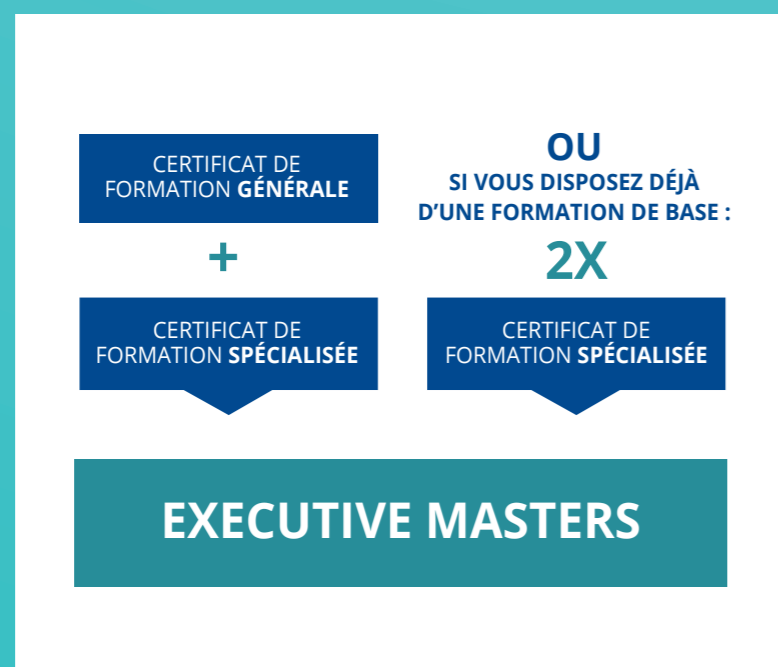 CERTIFICAT DE
FORMATION GÉNÉRALE
+
CERTIFICAT DE
FORMATION SPÉCIALISÉE
OU
SI VOUS DISPOSEZ DÉJÀ
D'UNE FORMATION DE BASE :
2X
CERTIFICAT DE
FORMATION SPÉCIALISÉE
EXECUTIVE MASTERS